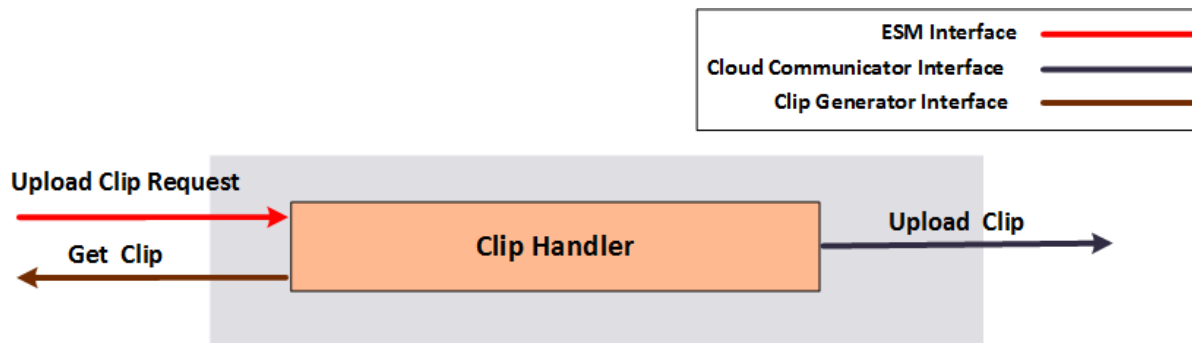 ESM Interface
Cloud Communicator Interface
Clip Generator Interface
Upload Clip Request
Get Clip
Clip Handler
Upload Clip